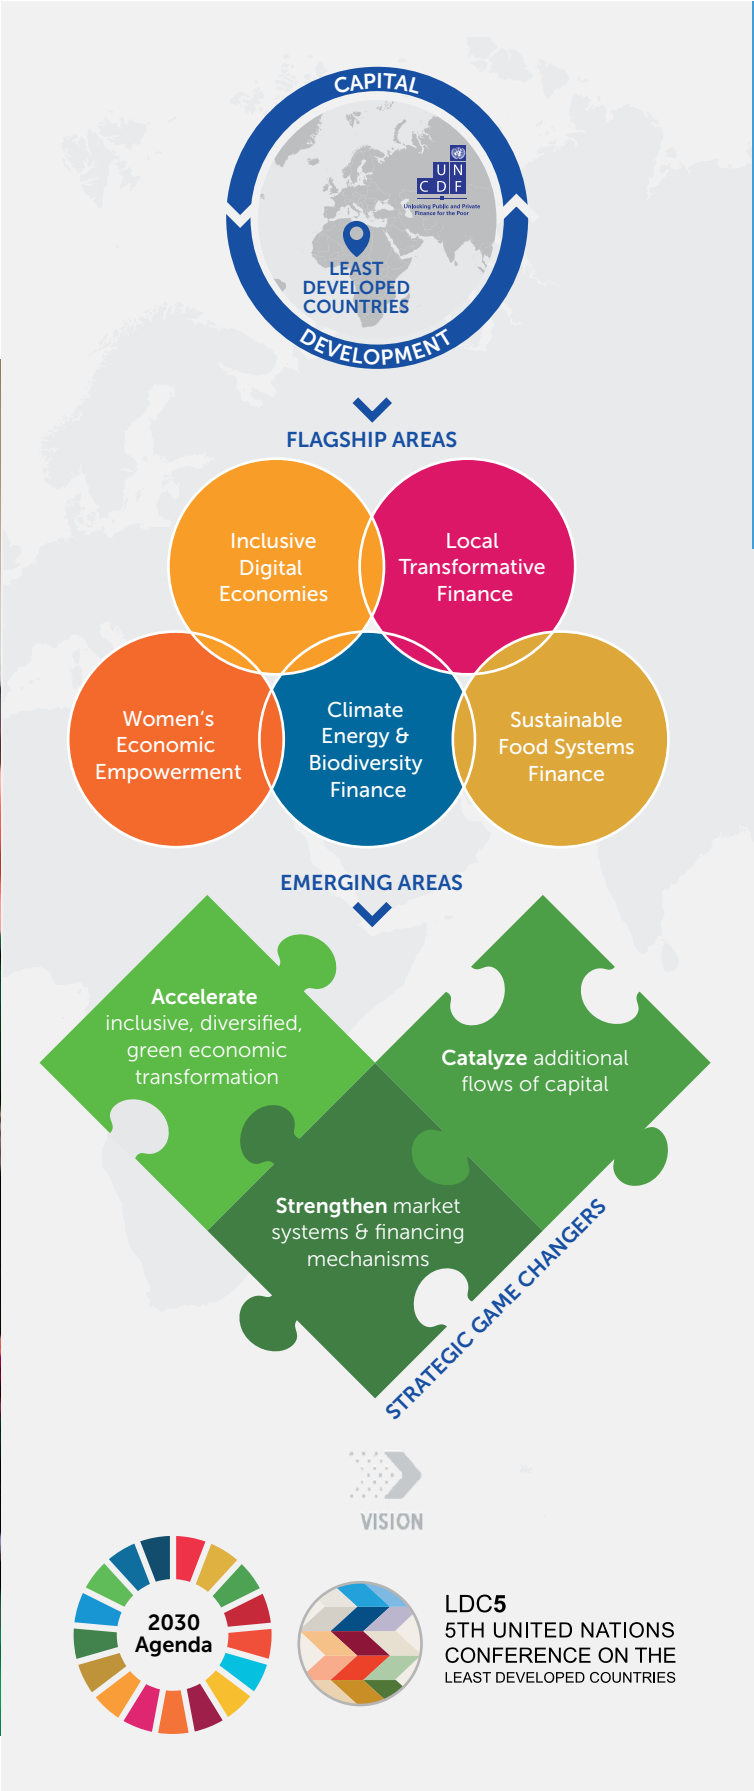 CAPITAL
UN
CDF
Unlocking Public and Private
Finance for the Poor
LEAST
DEVELOPED
COUNTRIES
DEVELOPMENT
FLAGSHIP AREAS
Inclusive
Digital
Economies
Local
Transformative
Finance
Women's
Economic
Empowerment
Climate
Energy &
Biodiversity
Finance
Sustainable
Food Systems
Finance
EMERGING AREAS
Accelerate
inclusive, diversified,
green economic
transformation
Catalyze additional
flows of capital
Strengthen market
systems & financing
mechanisms
STRATEGIC GAME CHANGERS
VISION
2030
Agenda
LDC5
5TH UNITED NATIONS
CONFERENCE ON THE
LEAST DEVELOPED COUNTRIES